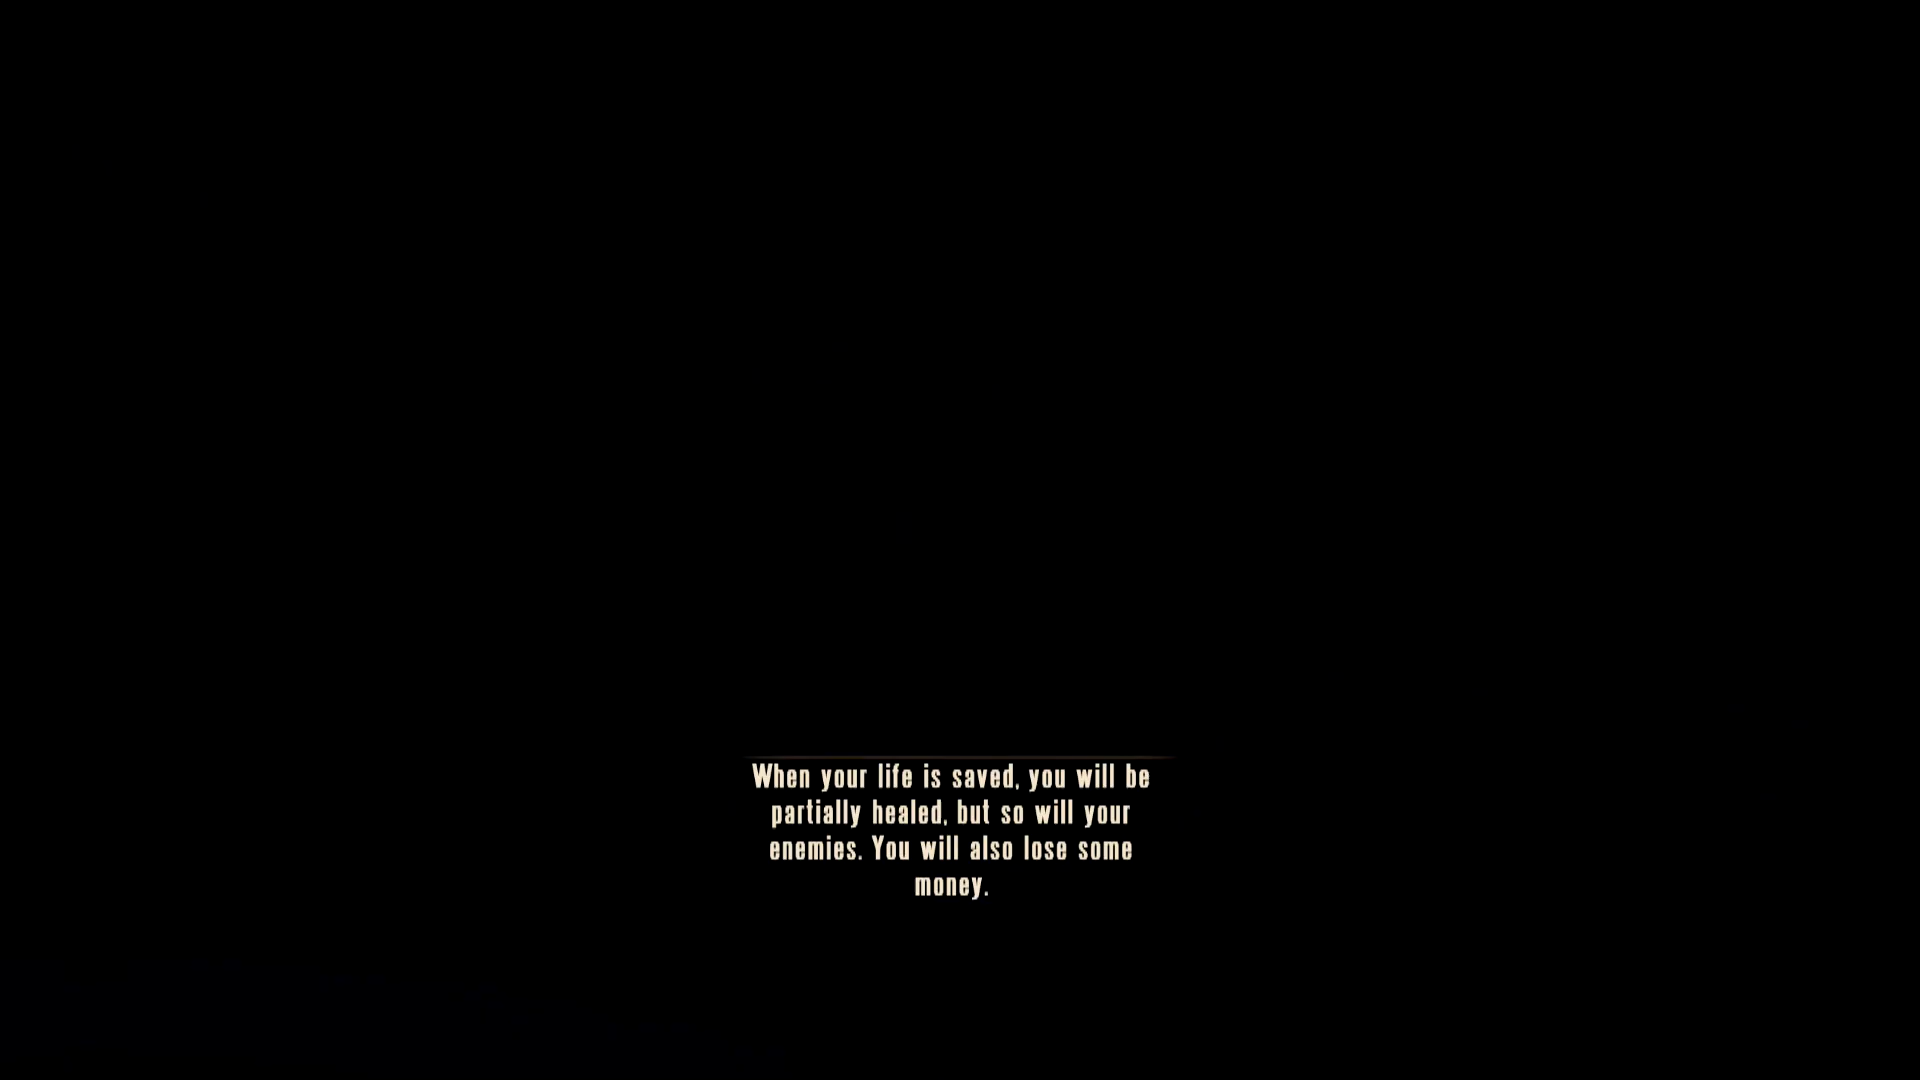 When your life is saved, you will be
partially healed, but so will your
enemies. You will also lose some
money.